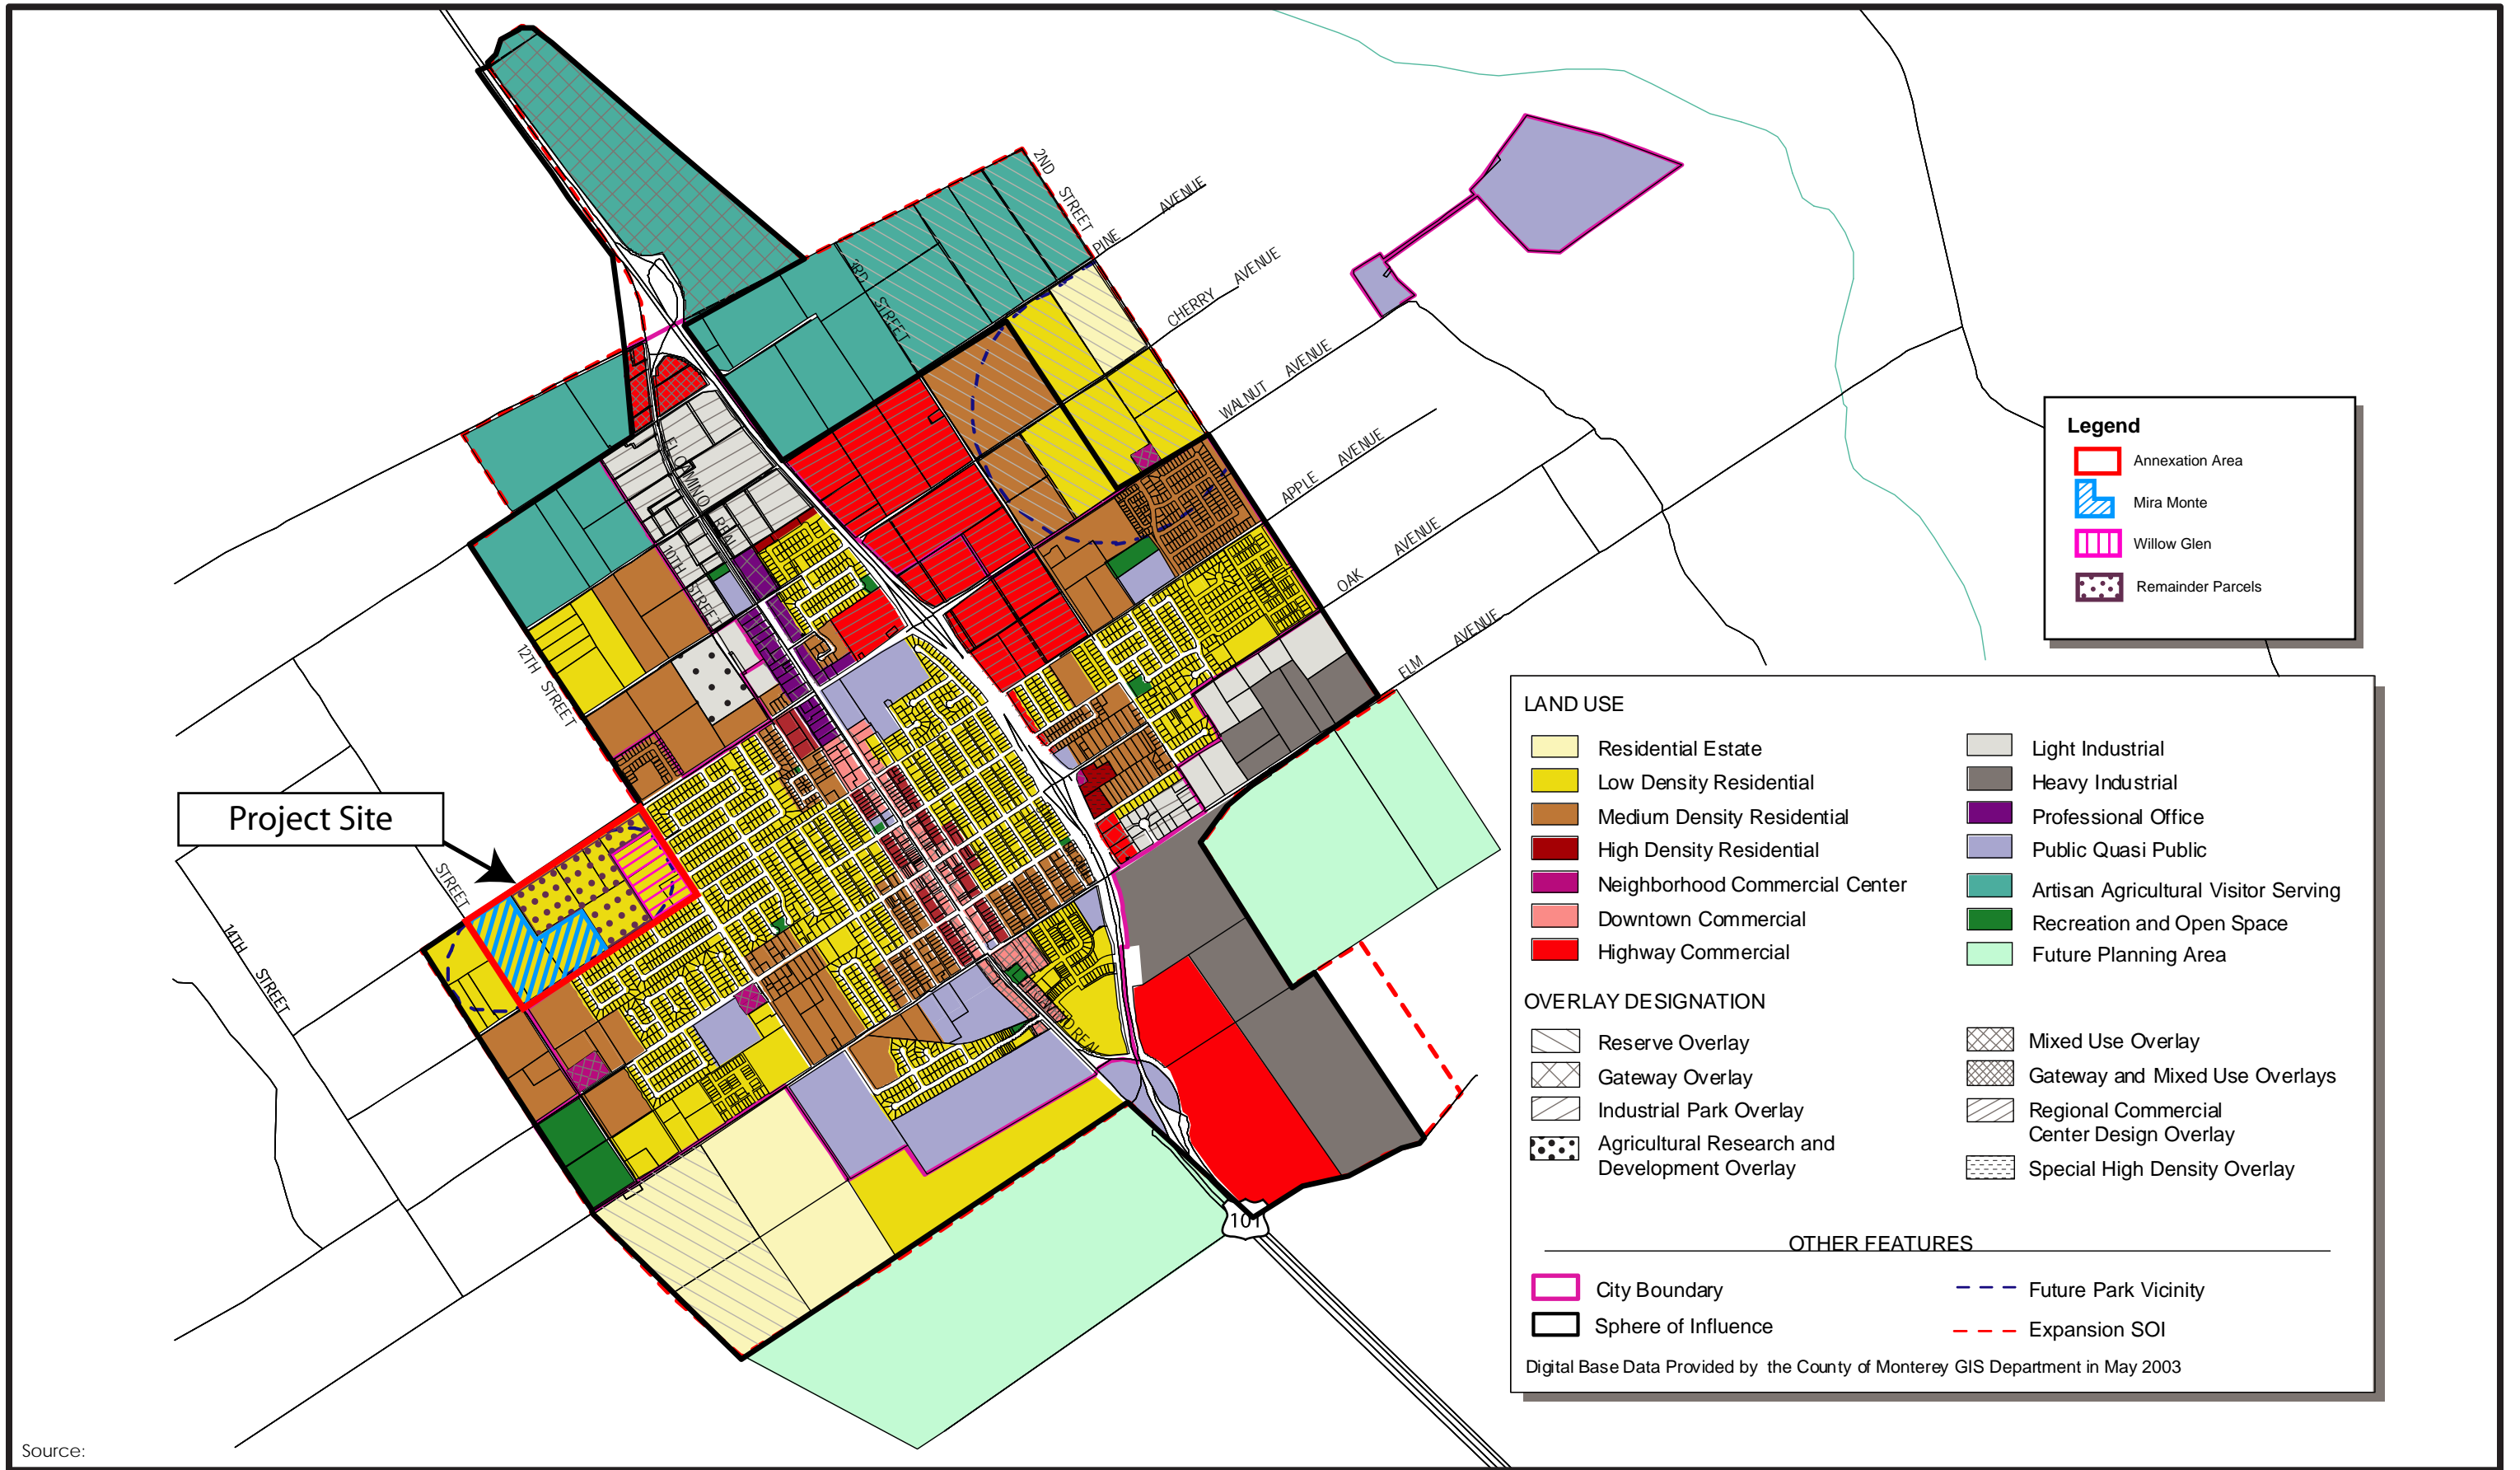 2ND STREET
PINE AVENUE
CHERRY AVENUE
WALNUT AVENUE
APPLE AVENUE
OAK AVENUE
ELM AVENUE
3RD STREET
EL CAMINO REAL
10TH STREET
12TH STREET
STREET
14TH STREET
REAL
101
Project Site
Legend
Annexation Area
Mira Monte
Willow Glen
Remainder Parcels
LAND USE
Residential Estate
Low Density Residential
Medium Density Residential
High Density Residential
Neighborhood Commercial Center
Downtown Commercial
Highway Commercial
Light Industrial
Heavy Industrial
Professional Office
Public Quasi Public
Artisan Agricultural Visitor Serving
Recreation and Open Space
Future Planning Area
OVERLAY DESIGNATION
Reserve Overlay
Gateway Overlay
Industrial Park Overlay
Agricultural Research and
Development Overlay
Mixed Use Overlay
Gateway and Mixed Use Overlays
Regional Commercial
Center Design Overlay
Special High Density Overlay
OTHER FEATURES
City Boundary
Sphere of Influence
Future Park Vicinity
Expansion SOI
Digital Base Data Provided by the County of Monterey GIS Department in May 2003
Source: